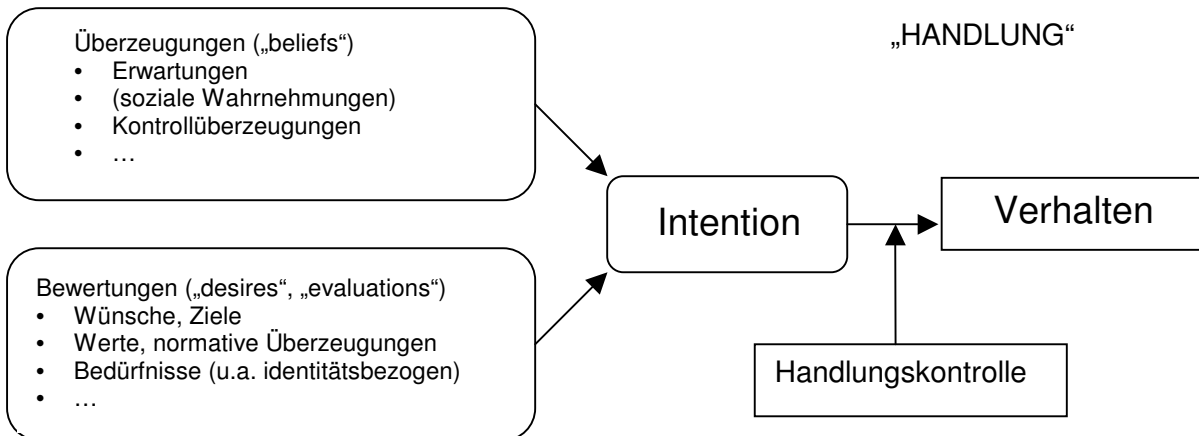 Überzeugungen („beliefs“)
• Erwartungen
• (soziale Wahrnehmungen)
• Kontrollüberzeugungen
• …
„HANDLUNG“
Intention
Verhalten
Bewertungen („desires“, „evaluations“)
• Wünsche, Ziele
• Werte, normative Überzeugungen
• Bedürfnisse (u.a. identitätsbezogen)
• …
Handlungskontrolle